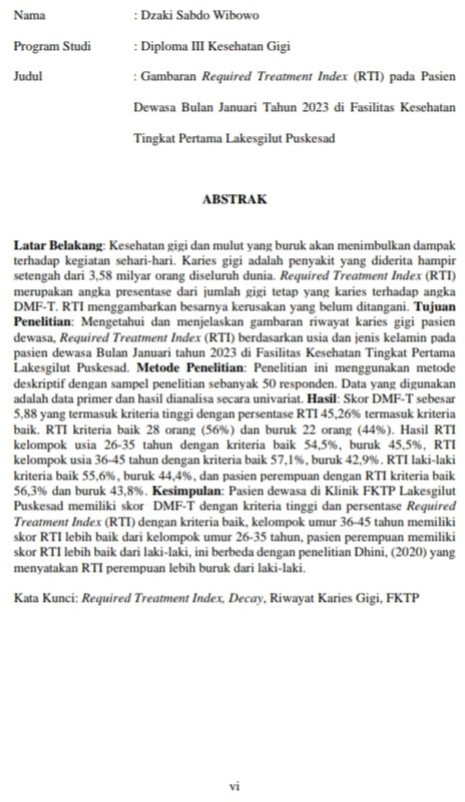 Nama : Dzaki Sabdo Wibowo
Program Studi : Diploma III Kesehatan Gigi
Judul : Gambaran Required Treatment Index (RTI) pada Pasien
Dewasa Bulan Januari Tahun 2023 di Fasilitas Kesehatan
Tingkat Pertama Lakesgilut Puskesad
ABSTRAK
Latar Belakang: Kesehatan gigi dan mulut yang buruk akan menimbulkan dampak
terhadap kegiatan sehari-hari. Karies gigi adalah penyakit yang diderita hampir
setengah dari 3,58 milyar orang diseluruh dunia. Required Treatment Index (RTI)
merupakan angka presentase dari jumlah gigi tetap yang karies terhadap angka
DMF-T. RTI menggambarkan besarnya kerusakan yang belum ditangani. Tujuan
Penelitian: Mengetahui dan menjelaskan gambaran riwayat karies gigi pasien
dewasa, Required Treatment Index (RTI) berdasarkan usia dan jenis kelamin pada
pasien dewasa Bulan Januari tahun 2023 di Fasilitas Kesehatan Tingkat Pertama
Lakesgilut Puskesad. Metode Penelitian: Penelitian ini menggunakan metode
deskriptif dengan sampel penelitian sebanyak 50 responden. Data yang digunakan
adalah data primer dan hasil dianalisa secara univariat. Hasil: Skor DMF-T sebesar
5,88 yang termasuk kriteria tinggi dengan persentase RTI 45,26% termasuk kriteria
baik. RTI kriteria baik 28 orang (56%) dan buruk 22 orang (44%). Hasil RTI
kelompok usia 26-35 tahun dengan kriteria baik 54,5%, buruk 45,5%, RTI
kelompok usia 36-45 tahun dengan kriteria baik 57,1%, buruk 42,9%. RTI laki-laki
kriteria baik 55,6%, buruk 44,4%, dan pasien perempuan dengan RTI kriteria baik
56,3% dan buruk 43,8%. Kesimpulan: Pasien dewasa di Klinik FKTP Lakesgilut
Puskesad memiliki skor DMF-T dengan kriteria tinggi dan persentase Required
Treatment Index (RTI) dengan kriteria baik, kelompok umur 36-45 tahun memiliki
skor RTI lebih baik dari kelompok umur 26-35 tahun, pasien perempuan memiliki
skor RTI lebih baik dari laki-laki, ini berbeda dengan penelitian Dhini, (2020) yang
menyatakan RTI perempuan lebih buruk dari laki-laki.
Kata Kunci: Required Treatment Index, Decay, Riwayat Karies Gigi, FKTP
vi